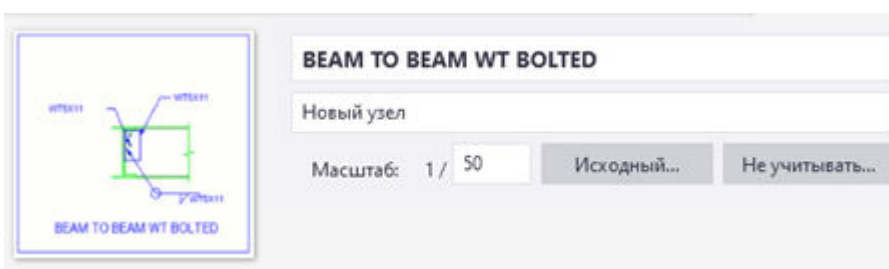 BEAM TO BEAM WT BOLTED
Новый узел
Масштаб: 1 / 50 Исходный... Не учитывать...
BEAM TO BEAM WT BOLTED